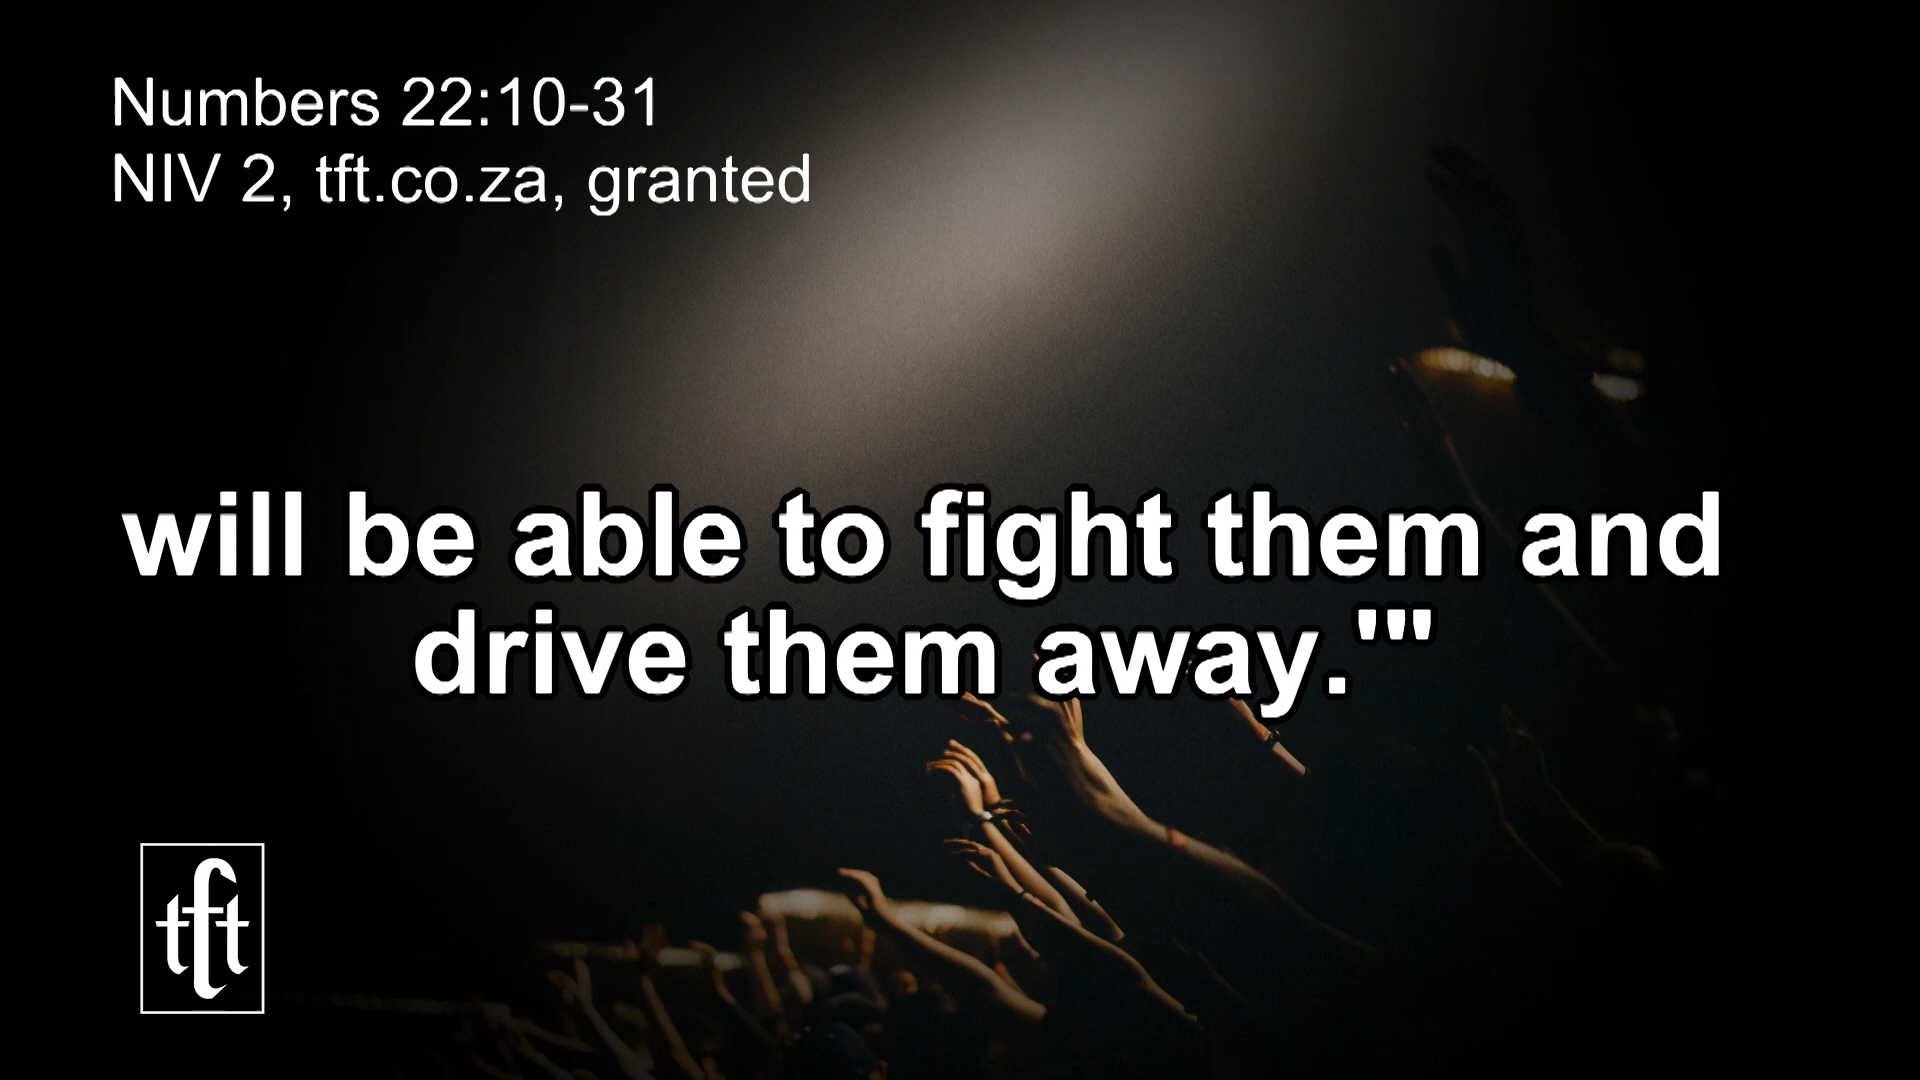 Numbers 22:10-31
NIV 2, tft.co.za, granted
will be able to fight them and
drive them away.'"
tft